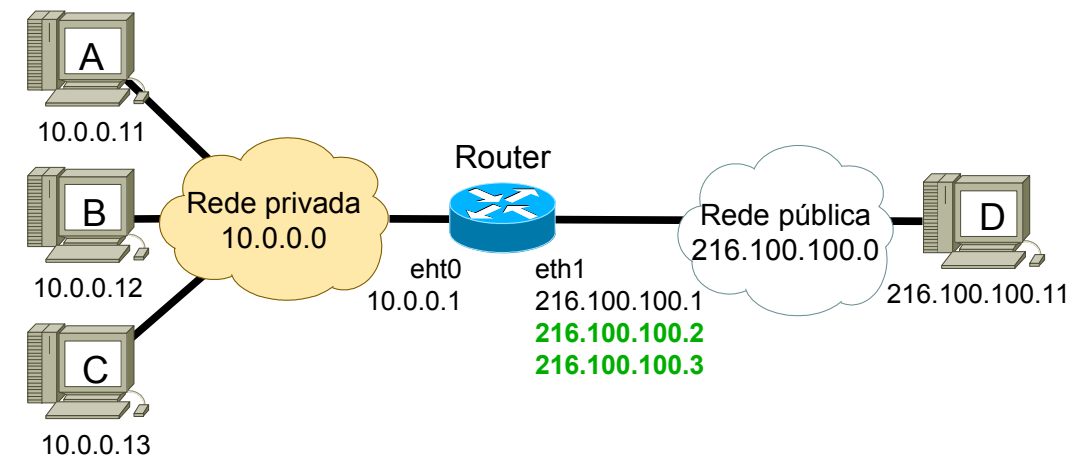 A
10.0.0.11
B
10.0.0.12
C
10.0.0.13
Rede privada
10.0.0.0
Router
eht0
10.0.0.1
eth1
216.100.100.1
216.100.100.2
216.100.100.3
Rede pública
216.100.100.0
D
216.100.100.11